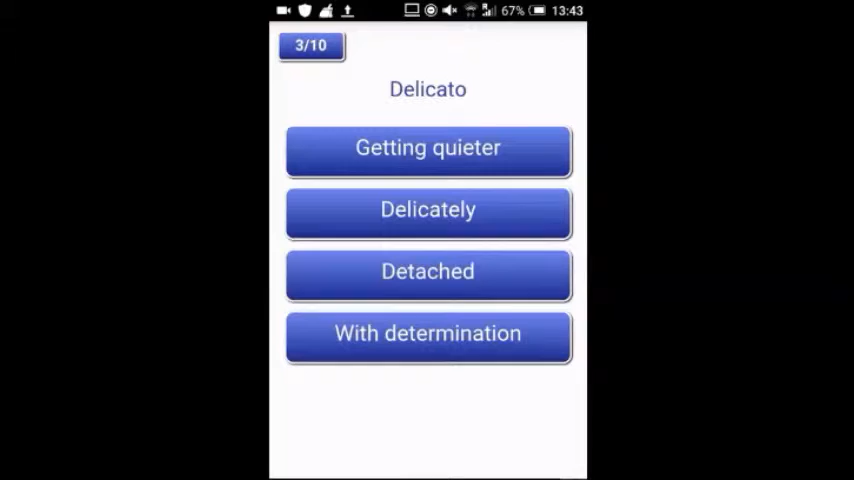 67% 13:43
3/10
Delicato
Getting quieter
Delicately
Detached
With determination